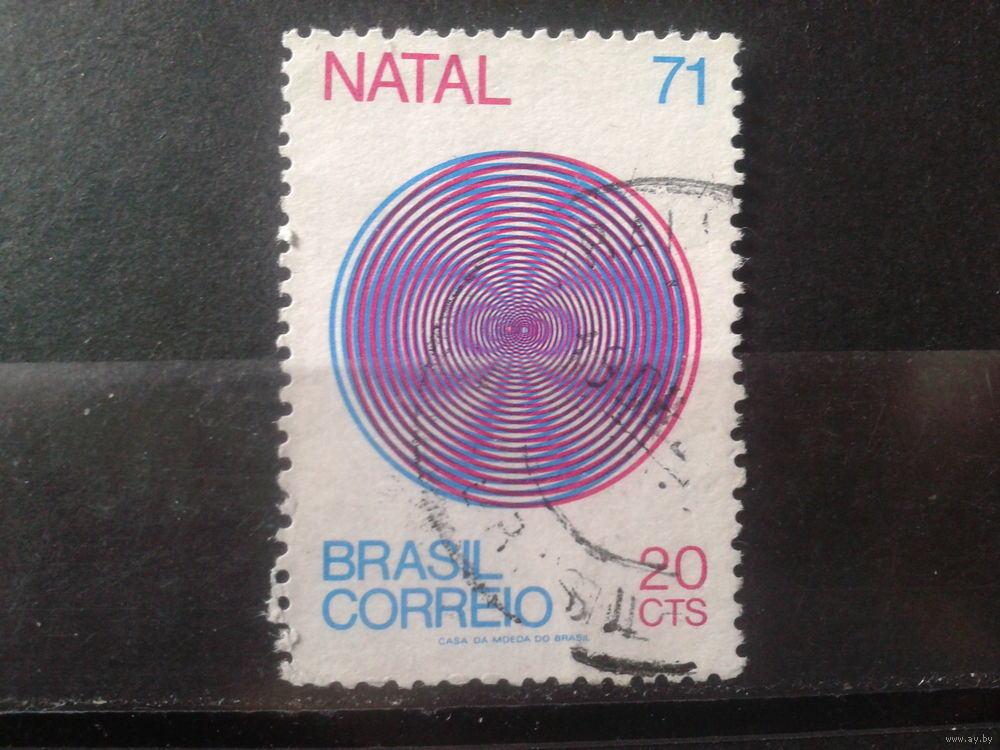 NATAL 71
BRASIL
CORREIO
20
CTS
CASA DA MOEDA DO BRASIL
www.ay.by